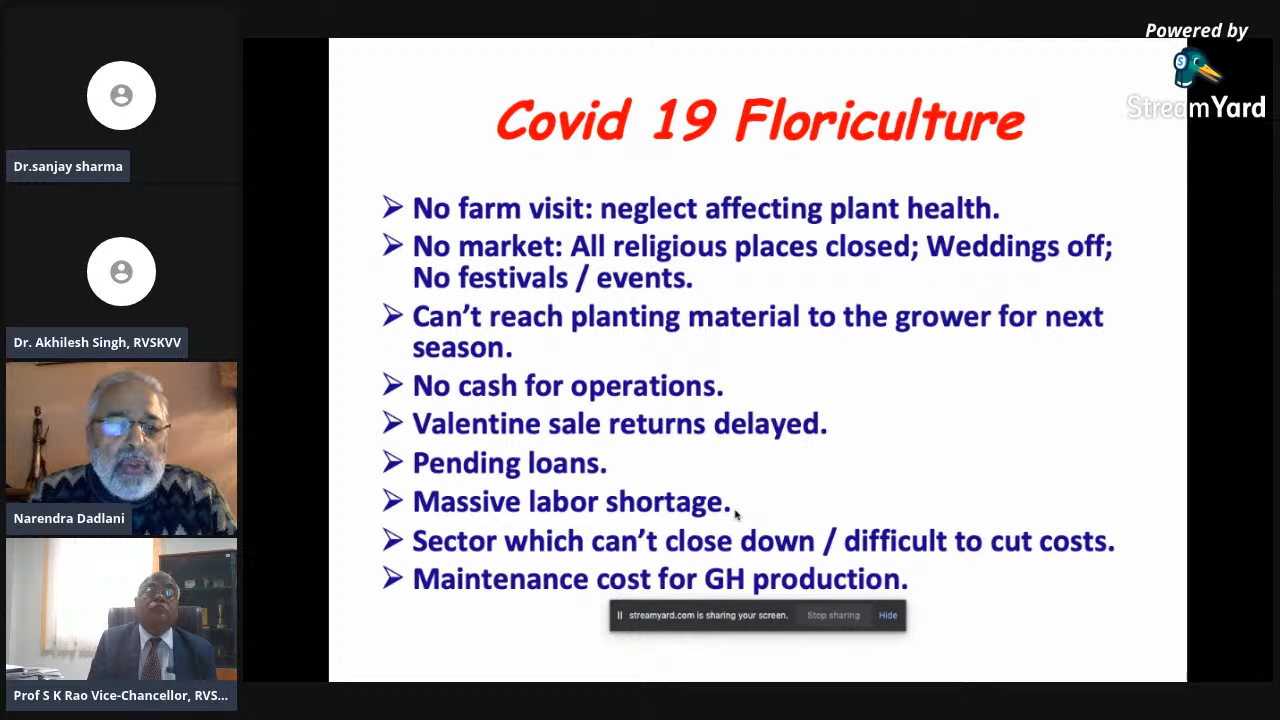 Powered by
StreamYard
Covid 19 Floriculture
➢ No farm visit: neglect affecting plant health.
➢ No market: All religious places closed; Weddings off;
No festivals / events.
➢ Can't reach planting material to the grower for next
season.
➢ No cash for operations.
➢ Valentine sale returns delayed.
➢ Pending loans.
➢ Massive labor shortage.
➢ Sector which can't close down / difficult to cut costs.
➢ Maintenance cost for GH production.
streamyard.com is sharing your screen. Stop sharing Hide
Dr.sanjay sharma
Dr. Akhilesh Singh, RVSKVV
Narendra Dadlani
Prof S K Rao Vice-Chancellor, RVS...